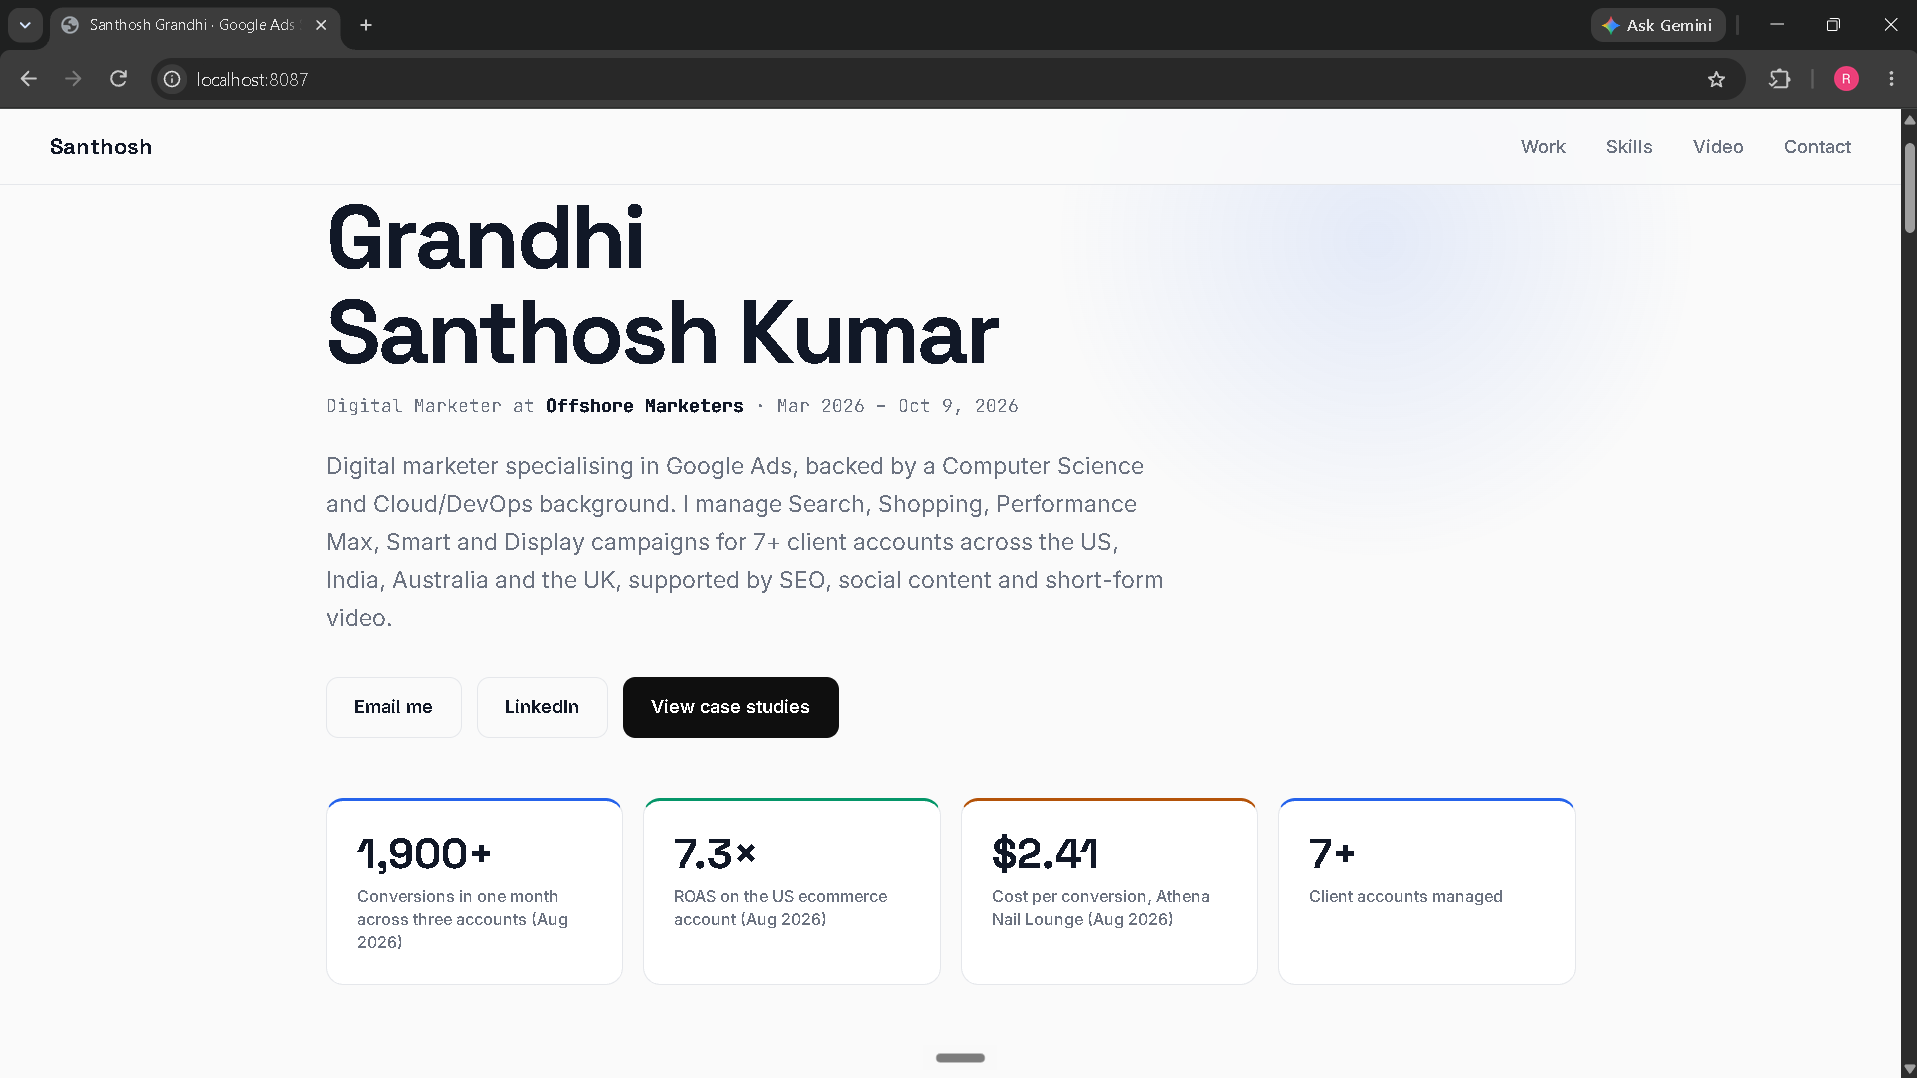 Santhosh Grandhi · Google Ads
Ask Gemini
localhost:8087
R
Santhosh
Work
Skills
Video
Contact
Grandhi
Santhosh Kumar
Digital Marketer at Offshore Marketers · Mar 2026 – Oct 9, 2026
Digital marketer specialising in Google Ads, backed by a Computer Science
and Cloud/DevOps background. I manage Search, Shopping, Performance
Max, Smart and Display campaigns for 7+ client accounts across the US,
India, Australia and the UK, supported by SEO, social content and short-form
video.
Email me
LinkedIn
View case studies
1,900+
Conversions in one month
across three accounts (Aug
2026)
7.3×
ROAS on the US ecommerce
account (Aug 2026)
$2.41
Cost per conversion, Athena
Nail Lounge (Aug 2026)
7+
Client accounts managed